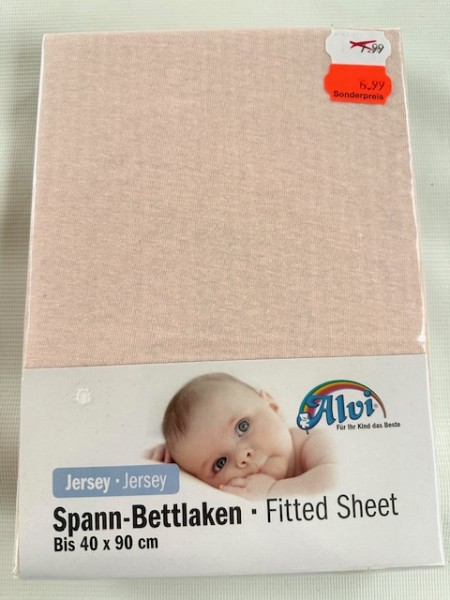 7.99
6.99
Sonderpreis
Alvi®
Für Ihr Kind das Beste
Jersey · Jersey
Spann-Bettlaken · Fitted Sheet
Bis 40 x 90 cm